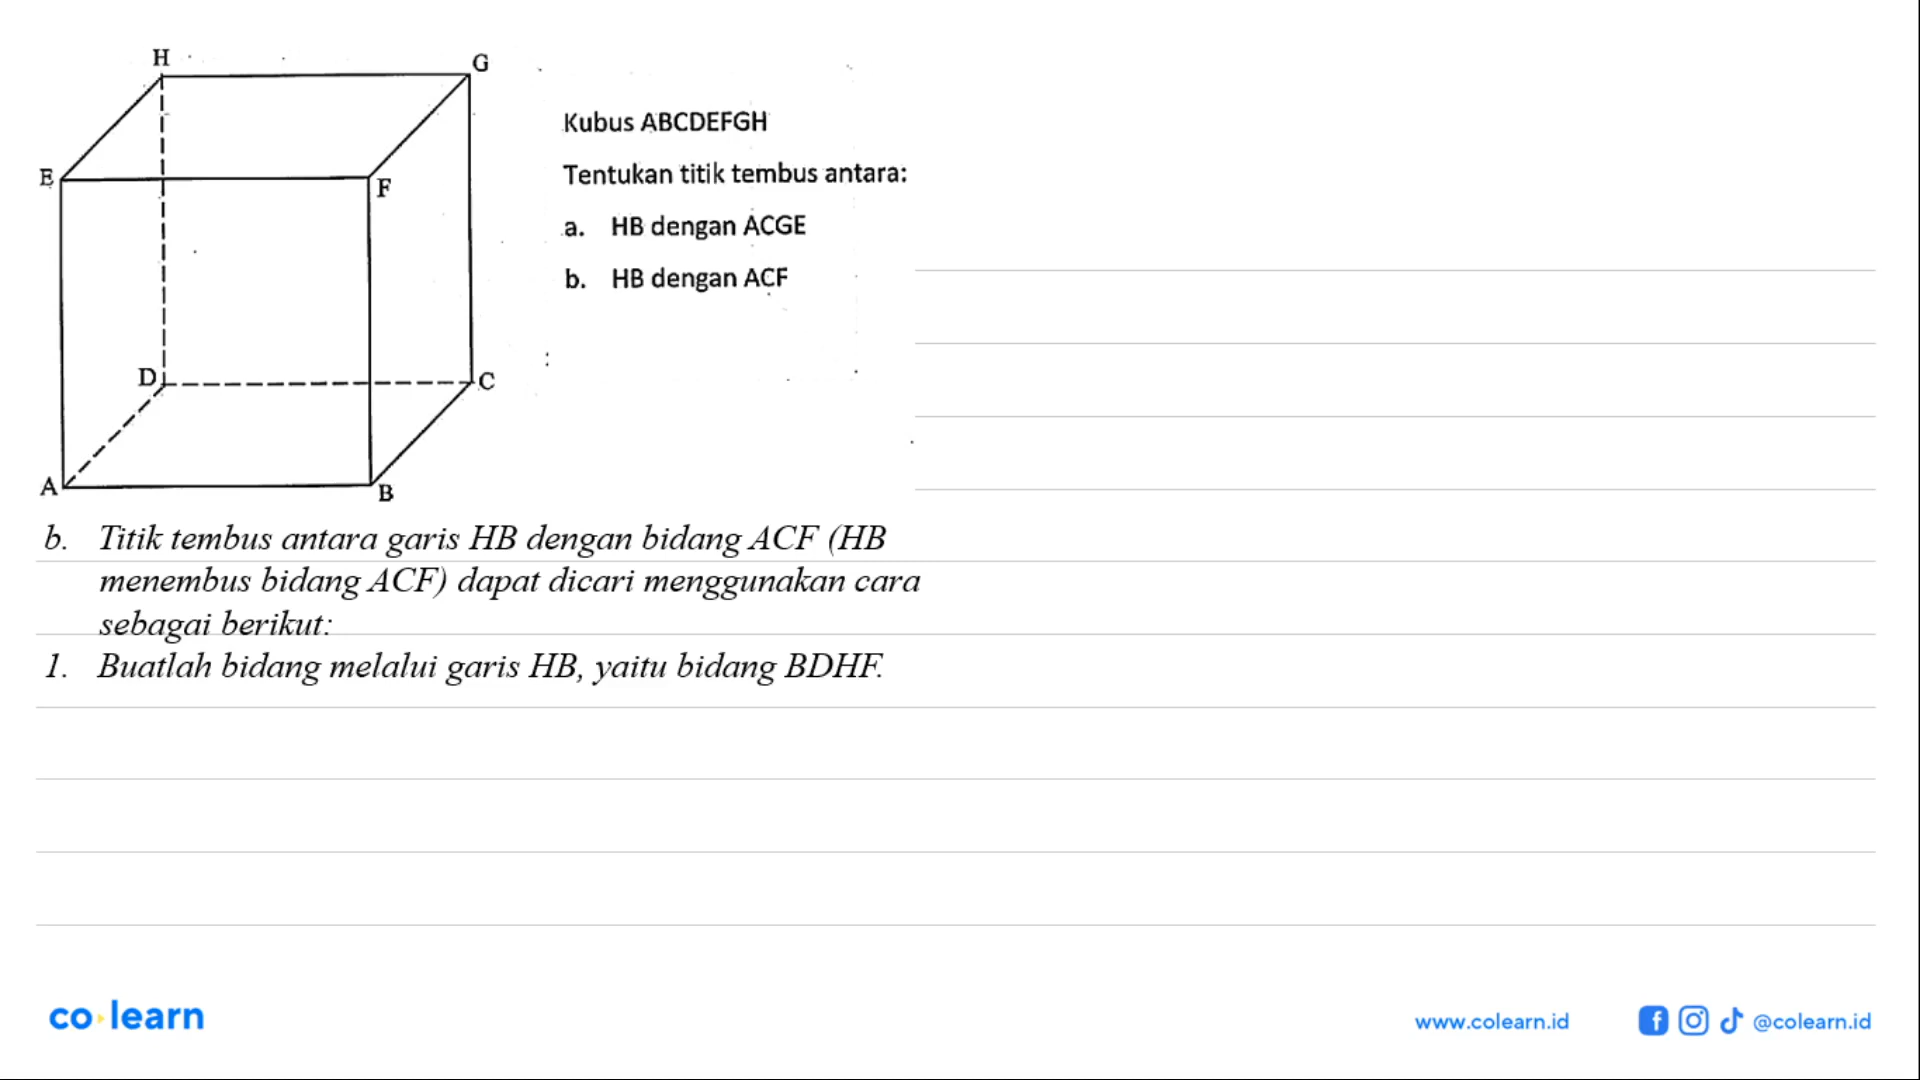 H
G
E
F
D
C
A
B
Kubus ABCDEFGH
Tentukan titik tembus antara:
a. HB dengan ACGE
b. HB dengan ACF
b. Titik tembus antara garis HB dengan bidang ACF (HB
menembus bidang ACF) dapat dicari menggunakan cara
sebagai berikut:
1. Buatlah bidang melalui garis HB, yaitu bidang BDHF.
co learn
www.colearn.id
@colearn.id